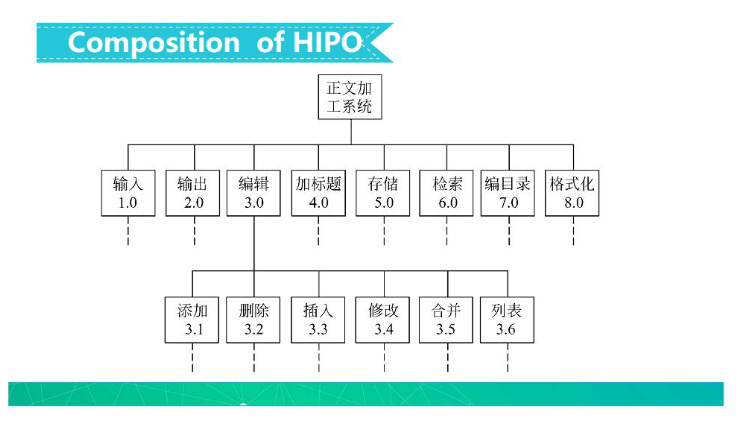 Composition of HIPO
正文加
工系统
输入 输出 编辑 加标题 存储 检索 编目录 格式化
1.0 2.0 3.0 4.0 5.0 6.0 7.0 8.0
添加 删除 插入 修改 合并 列表
3.1 3.2 3.3 3.4 3.5 3.6